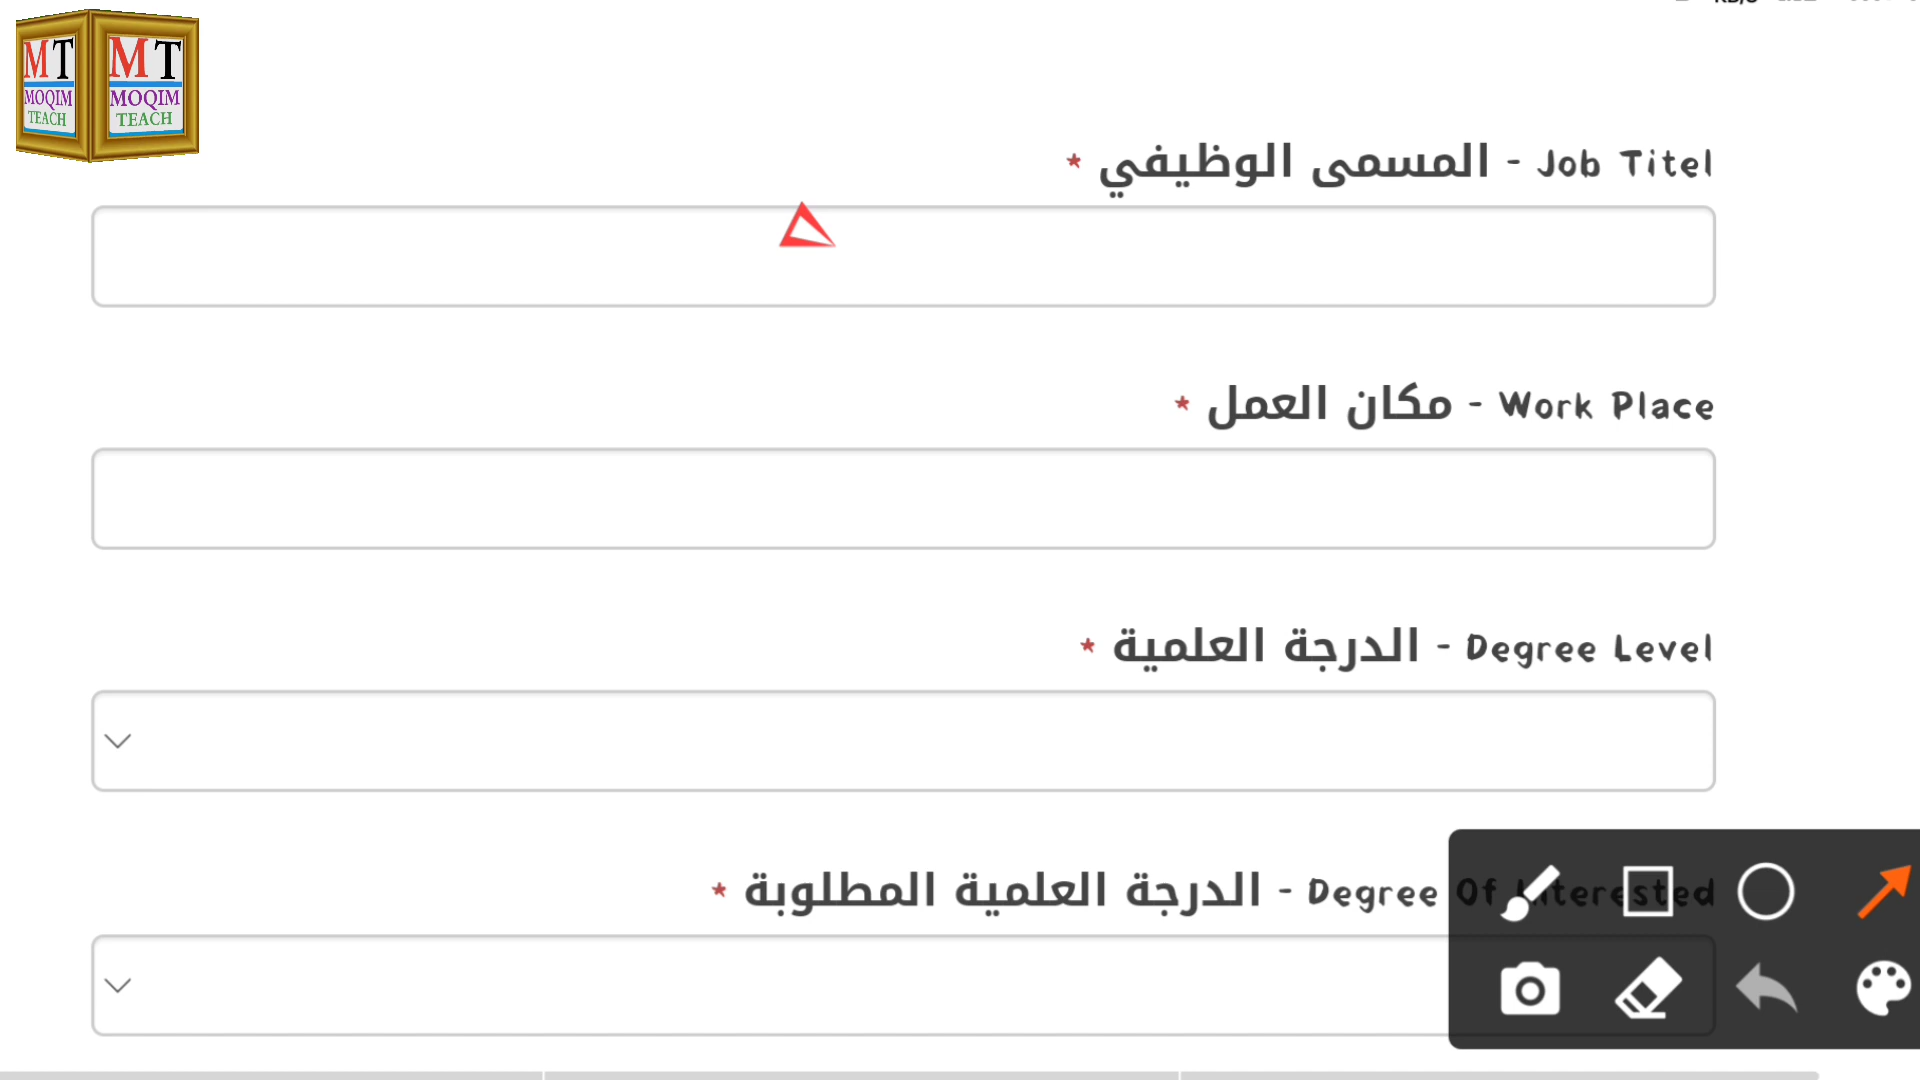 MT
MOQIM
TEACH
MT
MOQIM
TEACH
Job Titel - المسمى الوظيفي *
Work Place - مكان العمل *
Degree Level - الدرجة العلمية *
Degree Of Interested - الدرجة العلمية المطلوبة *